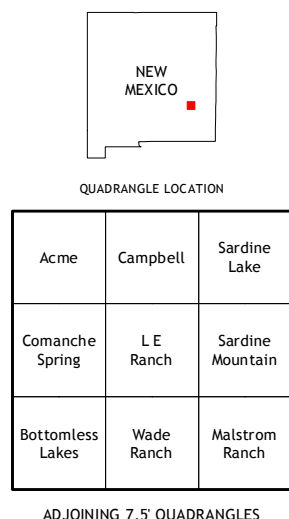 NEW
MEXICO
QUADRANGLE LOCATION
Acme
Campbell
Sardine
Lake
Comanche
Spring
L E
Ranch
Sardine
Mountain
Bottomless
Lakes
Wade
Ranch
Malstrom
Ranch
ADJOINING 7.5' QUADRANGLES